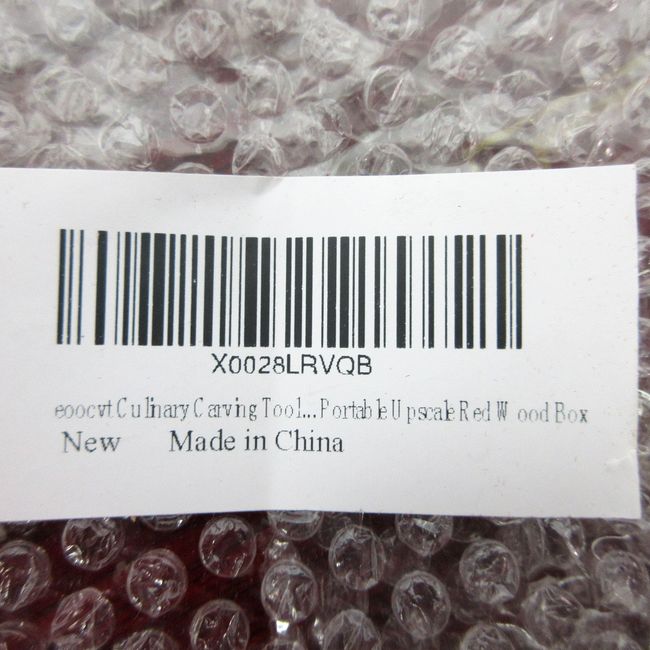 X0028LRVQB
eoocvt Culinary Carving Tool...Portable Upscale Red Wood Box
New Made in China